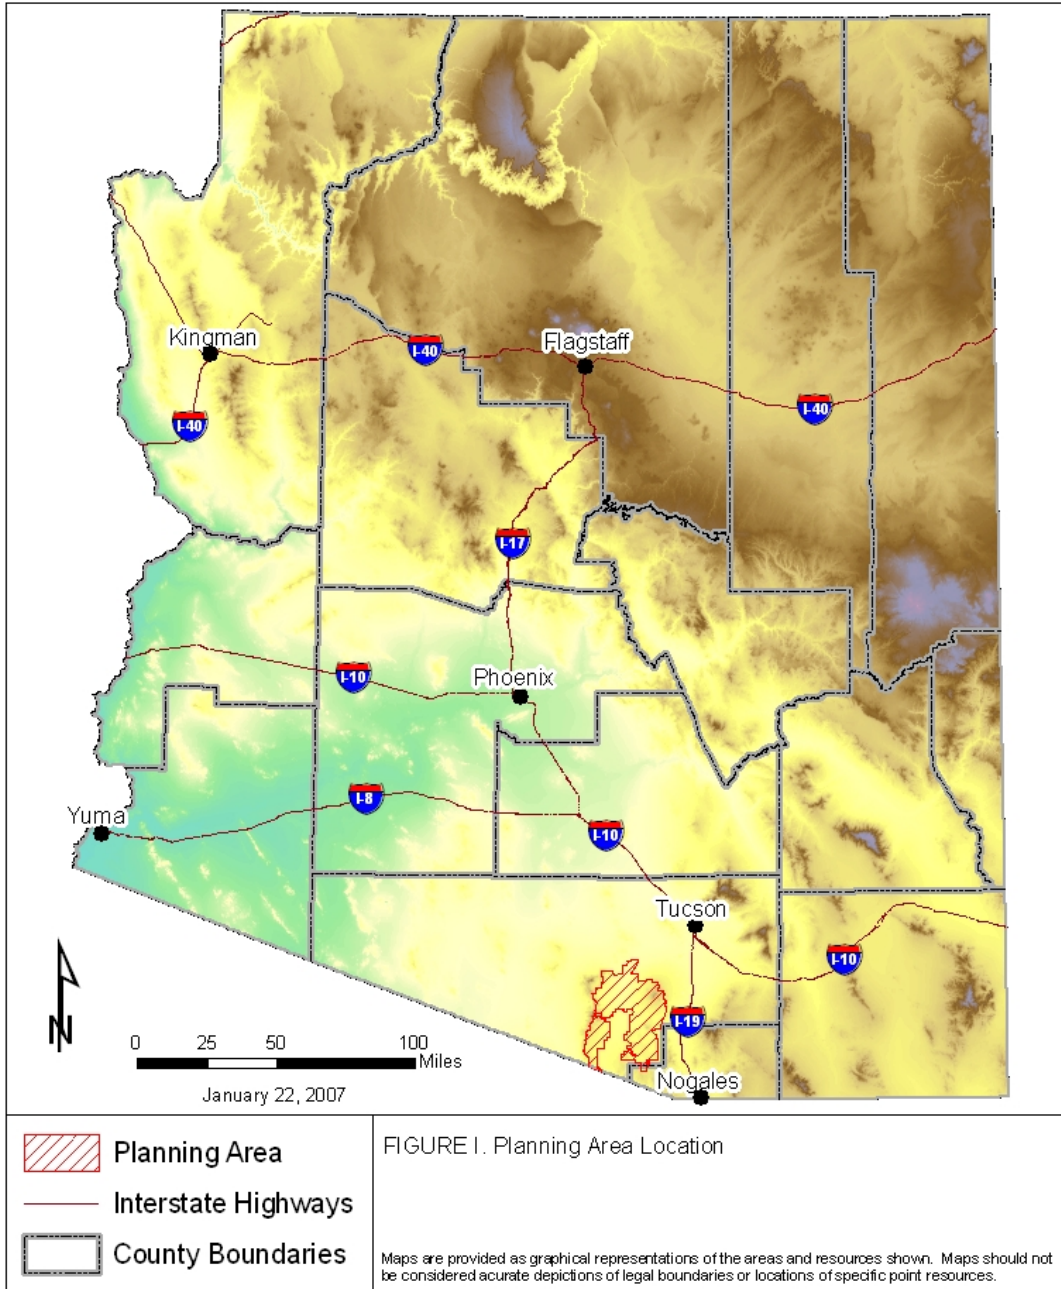 Kingman
I-40
Flagstaff
I-40
I-40
I-17
I-10
Phoenix
I-8
Yuma
I-10
Tucson
I-10
I-19
N
0 25 50 100
Miles
Nogales
January 22, 2007
Planning Area
FIGURE I. Planning Area Location
Interstate Highways
County Boundaries
Maps are provided as graphical representations of the areas and resources shown. Maps should not
be considered acurate depictions of legal boundaries or locations of specific point resources.